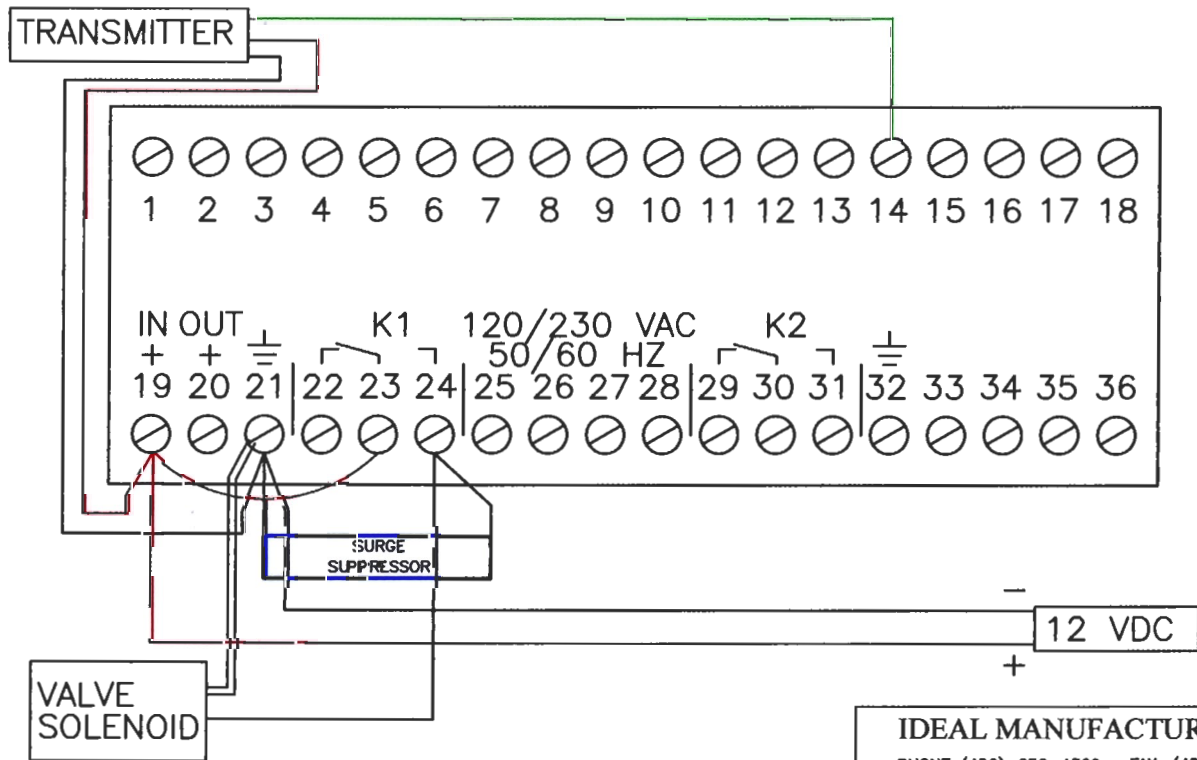 TRANSMITTER
1 2 3 4 5 6 7 8 9 10 11 12 13 14 15 16 17 18
IN OUT K1 120/230 VAC K2
+ + 50/60 HZ
19 20 21 22 23 24 25 26 27 28 29 30 31 32 33 34 35 36
SURGE
SUPPRESSOR
−
12 VDC
+
VALVE
SOLENOID
IDEAL MANUFACTUR